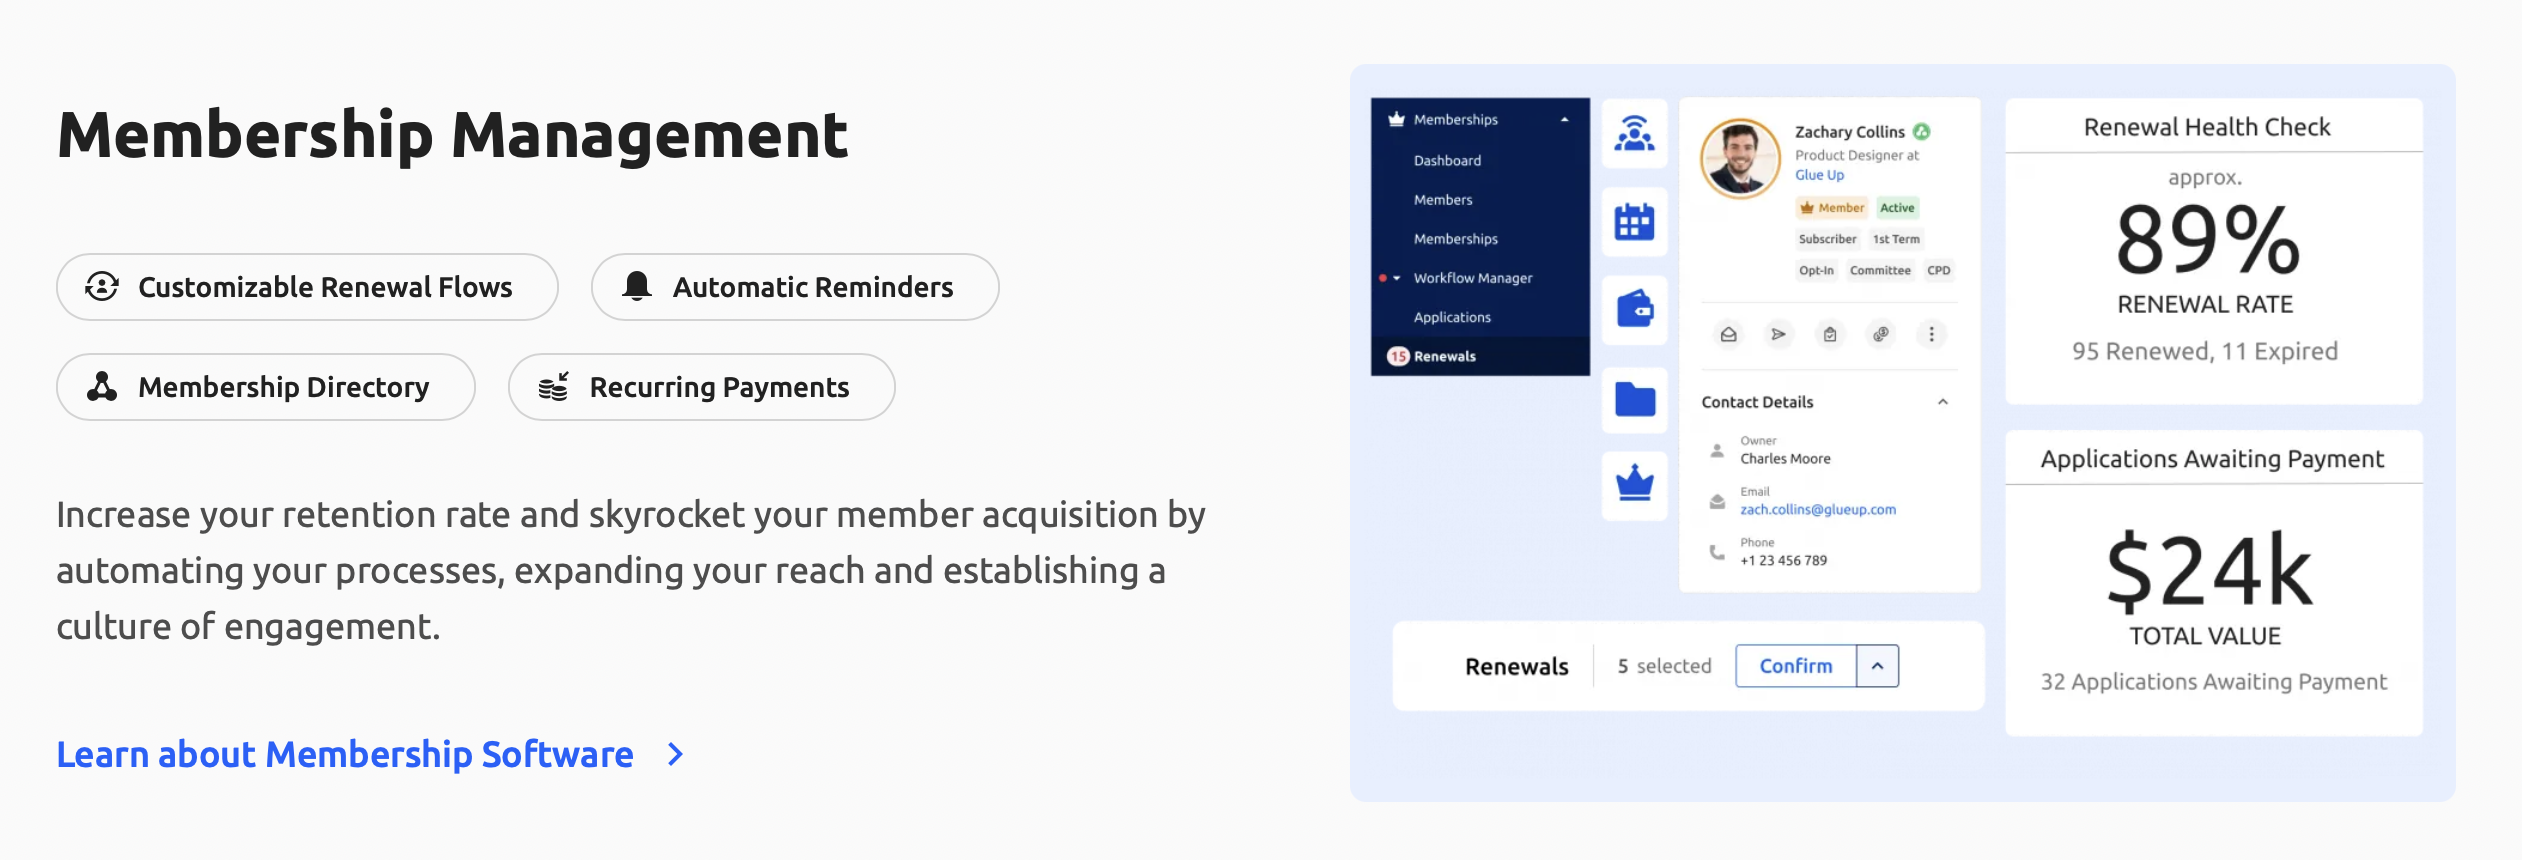 Membership Management
Customizable Renewal Flows
Automatic Reminders
Membership Directory
Recurring Payments
Increase your retention rate and skyrocket your member acquisition by
automating your processes, expanding your reach and establishing a
culture of engagement.
Learn about Membership Software
Memberships
Dashboard
Members
Memberships
Workflow Manager
Applications
15 Renewals
Zachary Collins
Product Designer at
Glue Up
Member Active
Subscriber 1st Term
Opt-In Committee CPD
Contact Details
Owner
Charles Moore
Email
zach.collins@glueup.com
Phone
+1 23 456 789
Renewals 5 selected Confirm
Renewal Health Check
approx.
89%
RENEWAL RATE
95 Renewed, 11 Expired
Applications Awaiting Payment
$24k
TOTAL VALUE
32 Applications Awaiting Payment